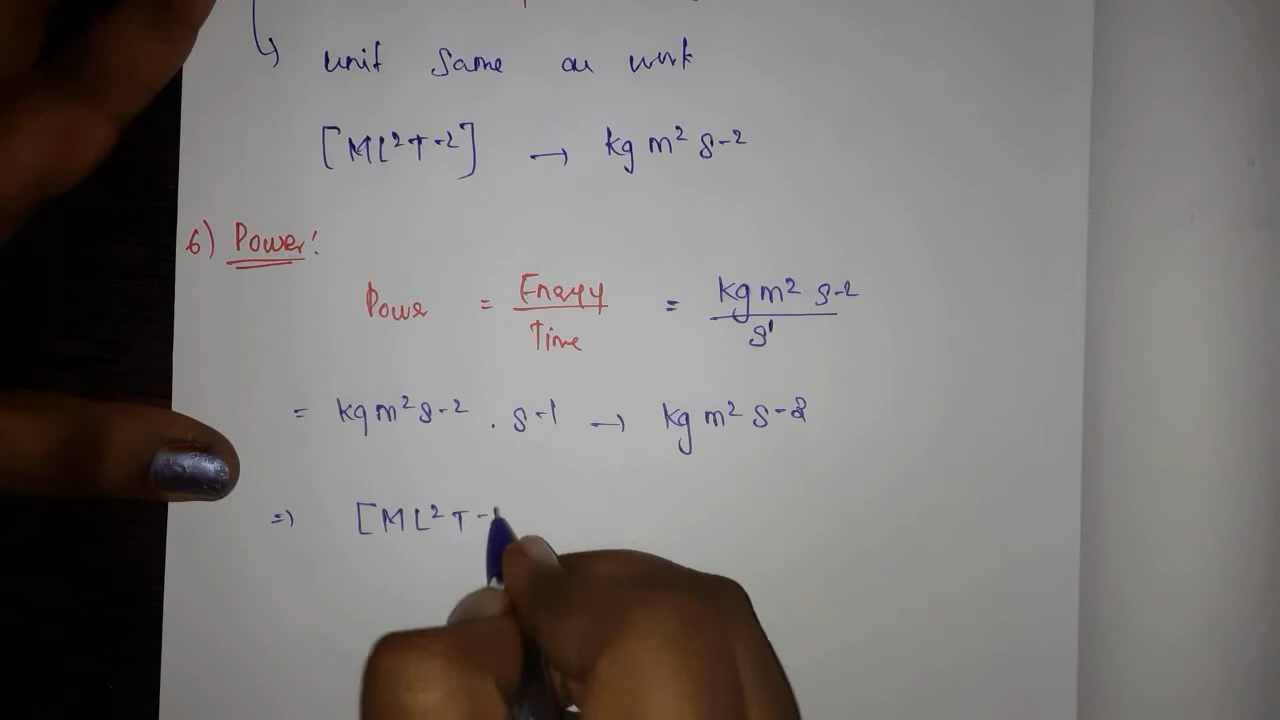 unit same as work
[ML²T-2] → kg m² s-2
6) Power:
Power = Energy/Time = kg m² s-2/s¹
= kg m² s-2 . s-1 → kg m² s-3
=) [ML²T-